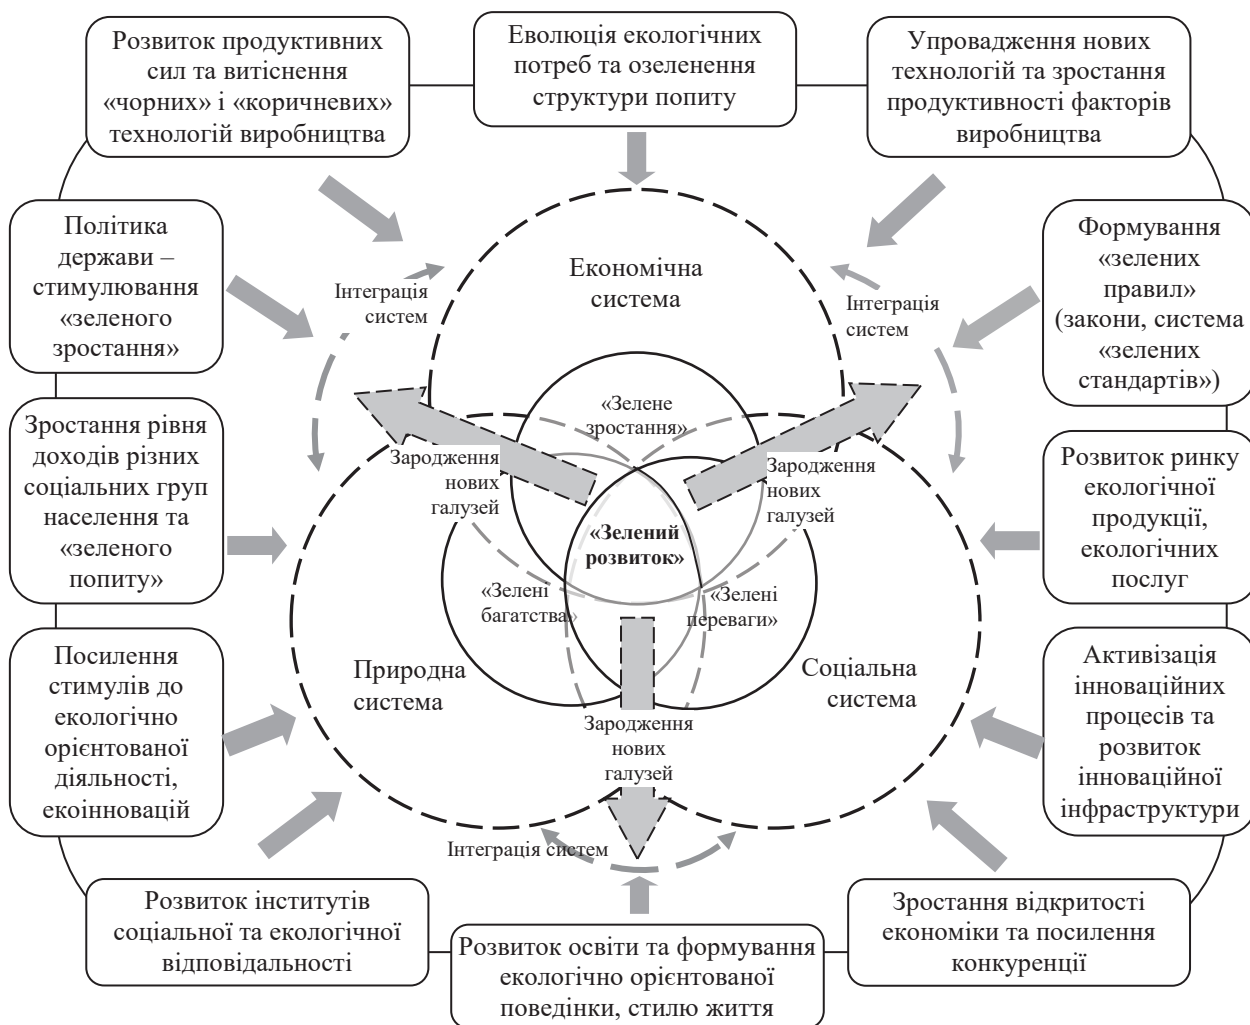 Розвиток продуктивних
сил та витіснення
«чорних» і «коричневих»
технологій виробництва
Еволюція екологічних
потреб та озеленення
структури попиту
Упровадження нових
технологій та зростання
продуктивності факторів
виробництва
Політика
держави –
стимулювання
«зеленого
зростання»
Інтеграція
систем
Економічна
система
Інтеграція
систем
Формування
«зелених
правил»
(закони, система
«зелених
стандартів»)
Зростання рівня
доходів різних
соціальних груп
населення та
«зеленого
попиту»
Зародження
нових
галузей
«Зелене
зростання»
Зародження
нових
галузей
Розвиток ринку
екологічної
продукції,
екологічних
послуг
«Зелений
розвиток»
«Зелені
багатства»
«Зелені
переваги»
Посилення
стимулів до
екологічно
орієнтованої
діяльності,
екоінновацій
Природна
система
Соціальна
система
Зародження
нових
галузей
Активізація
інноваційних
процесів та
розвиток
інноваційної
інфраструктури
Інтеграція систем
Розвиток інститутів
соціальної та екологічної
відповідальності
Розвиток освіти та формування
екологічно орієнтованої
поведінки, стилю життя
Зростання відкритості
економіки та посилення
конкуренції